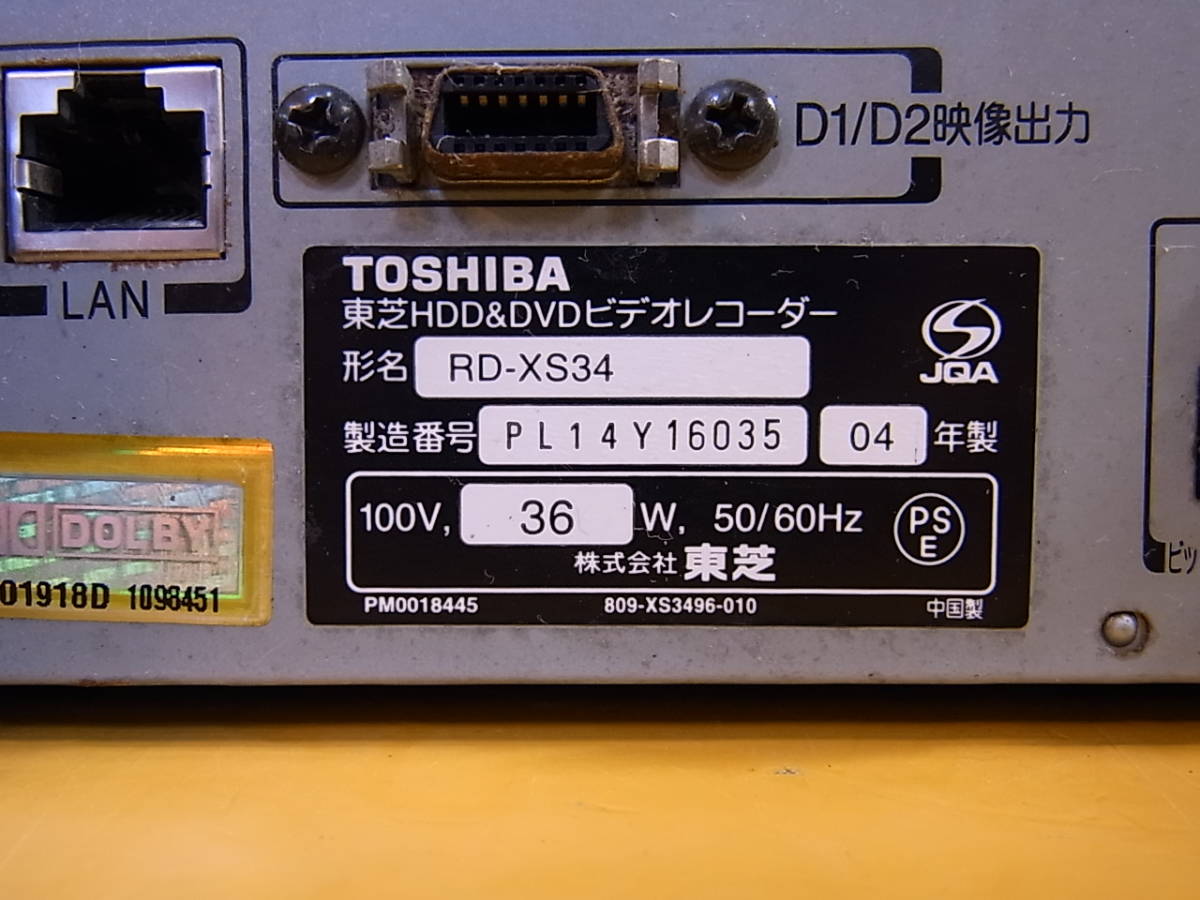 D1/D2映像出力
LAN
TOSHIBA
東芝HDD&DVDビデオレコーダー
形名 RD-XS34
JQA
製造番号 PL14Y16035 04 年製
100V, 36 W, 50/60Hz
PS
E
株式会社 東芝
PM0018445 809-XS3496-010 中国製
DOLBY
01918D 1098451
ビッ